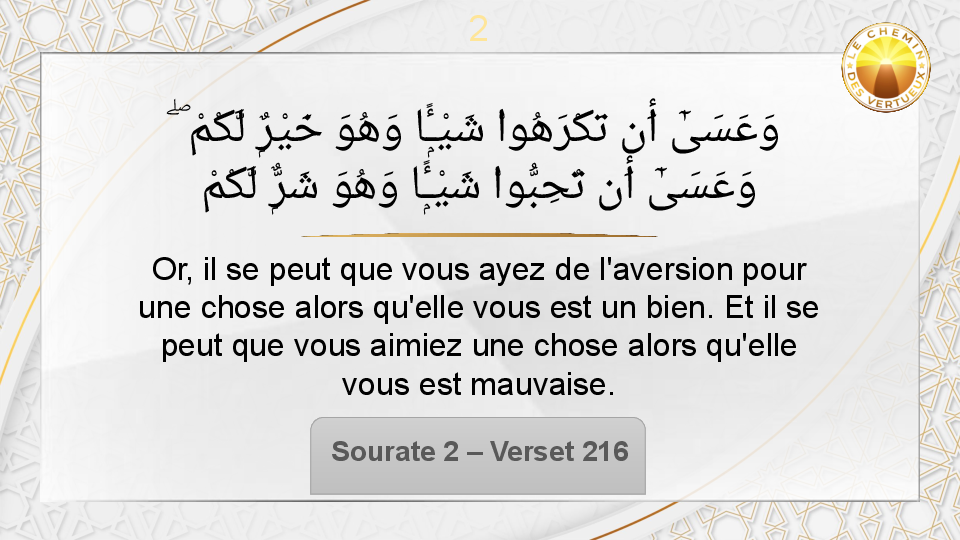 2
LE CHEMIN
DES VERTUEUX
وَعَسَىٰٓ أَن تَكْرَهُوا۟ شَيْـًۭٔا وَهُوَ خَيْرٌۭ لَّكُمْ ۖ
وَعَسَىٰٓ أَن تُحِبُّوا۟ شَيْـًۭٔا وَهُوَ شَرٌّۭ لَّكُمْ
Or, il se peut que vous ayez de l'aversion pour
une chose alors qu'elle vous est un bien. Et il se
peut que vous aimiez une chose alors qu'elle
vous est mauvaise.
Sourate 2 – Verset 216